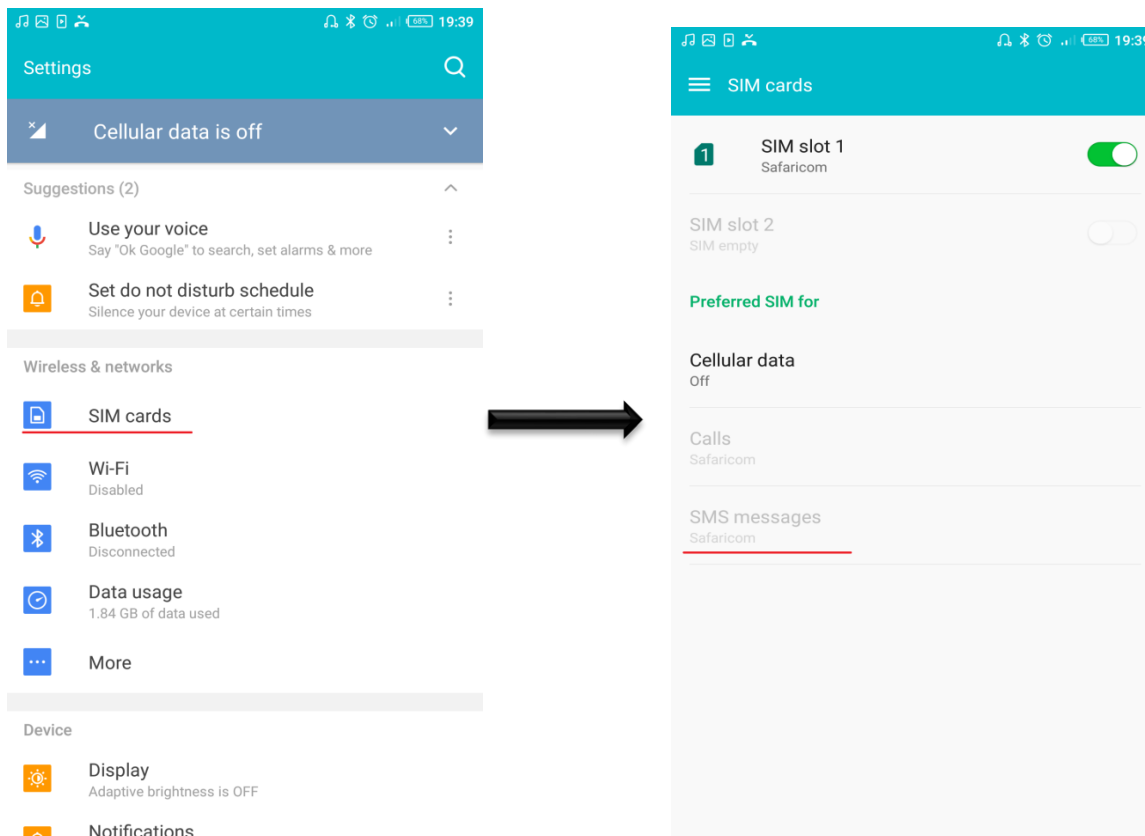 68% 19:39
Settings
Cellular data is off
Suggestions (2)
Use your voice
Say "Ok Google" to search, set alarms & more
Set do not disturb schedule
Silence your device at certain times
Wireless & networks
SIM cards
Wi-Fi
Disabled
Bluetooth
Disconnected
Data usage
1.84 GB of data used
More
Device
Display
Adaptive brightness is OFF
Notifications
68% 19:39
SIM cards
1
SIM slot 1
Safaricom
SIM slot 2
SIM empty
Preferred SIM for
Cellular data
Off
Calls
Safaricom
SMS messages
Safaricom